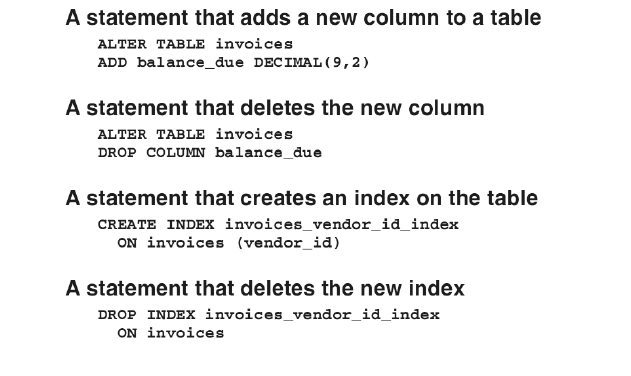 A statement that adds a new column to a table
ALTER TABLE invoices
ADD balance_due DECIMAL(9,2)
A statement that deletes the new column
ALTER TABLE invoices
DROP COLUMN balance_due
A statement that creates an index on the table
CREATE INDEX invoices_vendor_id_index
ON invoices (vendor_id)
A statement that deletes the new index
DROP INDEX invoices_vendor_id_index
ON invoices